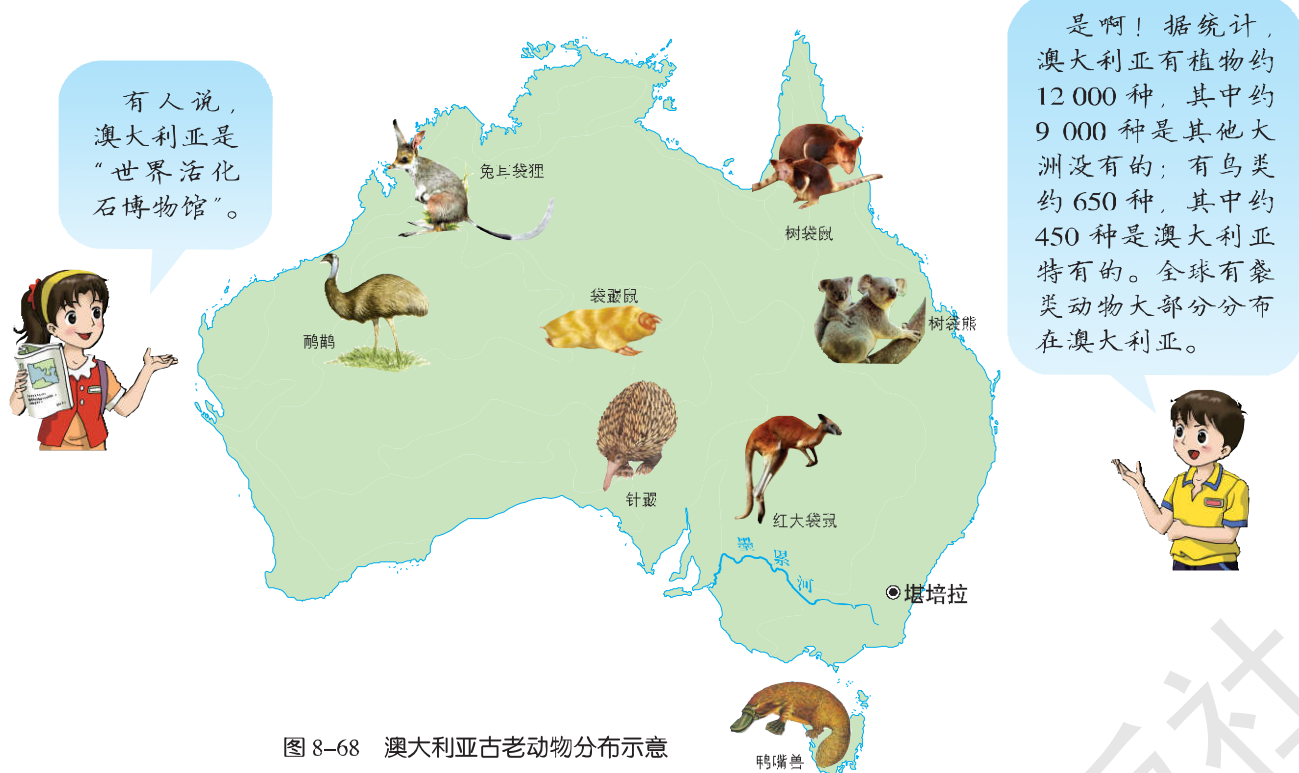 有人说，
澳大利亚是
“世界活化
石博物馆”。
是啊！据统计，
澳大利亚有植物约
12 000 种，其中约
9 000 种是其他大
洲没有的；有鸟类
约 650 种，其中约
450 种是澳大利亚
特有的。全球有袋
类动物大部分分布
在澳大利亚。
兔耳袋狸
树袋鼠
鸸鹋
袋鼹鼠
树袋熊
针鼹
红大袋鼠
墨累河
堪培拉
鸭嘴兽
图 8–68 澳大利亚古老动物分布示意
社